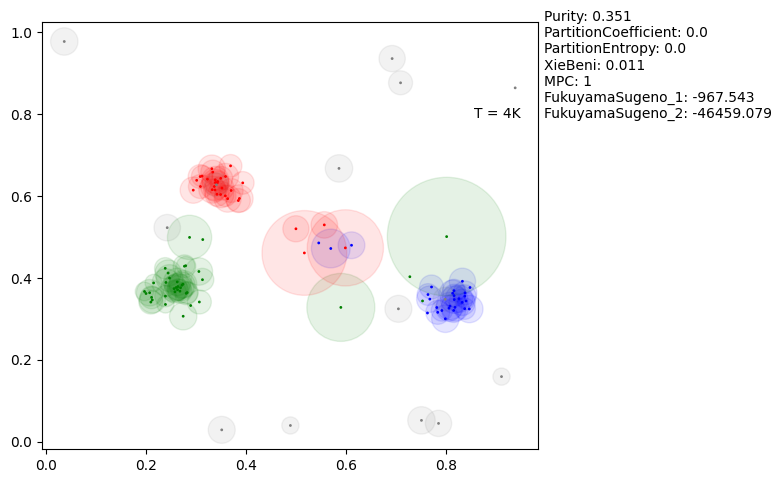 Purity: 0.351
PartitionCoefficient: 0.0
PartitionEntropy: 0.0
XieBeni: 0.011
MPC: 1
FukuyamaSugeno_1: -967.543
FukuyamaSugeno_2: -46459.079
T = 4K
1.0
0.8
0.6
0.4
0.2
0.0
0.0 0.2 0.4 0.6 0.8